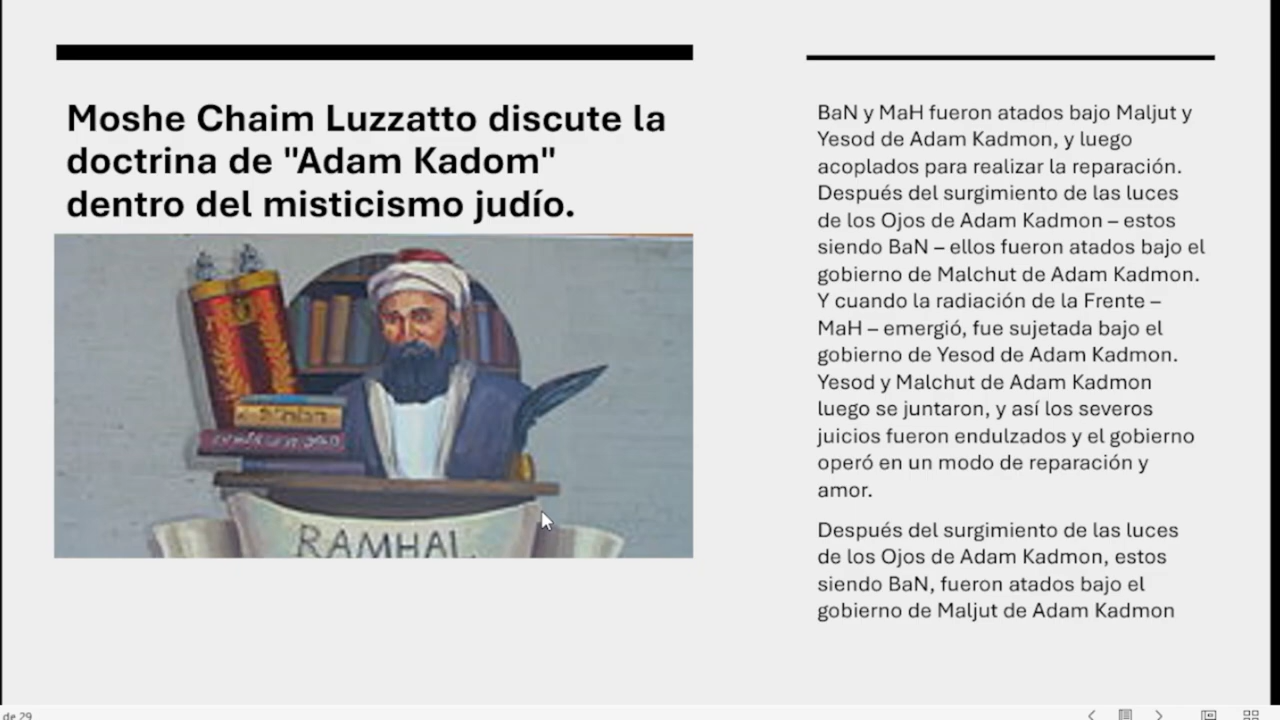 Moshe Chaim Luzzatto discute la
doctrina de "Adam Kadom"
dentro del misticismo judío.
RAMHAL
BaN y MaH fueron atados bajo Maljut y
Yesod de Adam Kadmon, y luego
acoplados para realizar la reparación.
Después del surgimiento de las luces
de los Ojos de Adam Kadmon – estos
siendo BaN – ellos fueron atados bajo el
gobierno de Malchut de Adam Kadmon.
Y cuando la radiación de la Frente –
MaH – emergió, fue sujetada bajo el
gobierno de Yesod de Adam Kadmon.
Yesod y Malchut de Adam Kadmon
luego se juntaron, y así los severos
juicios fueron endulzados y el gobierno
operó en un modo de reparación y
amor.
Después del surgimiento de las luces
de los Ojos de Adam Kadmon, estos
siendo BaN, fueron atados bajo el
gobierno de Maljut de Adam Kadmon
de 29